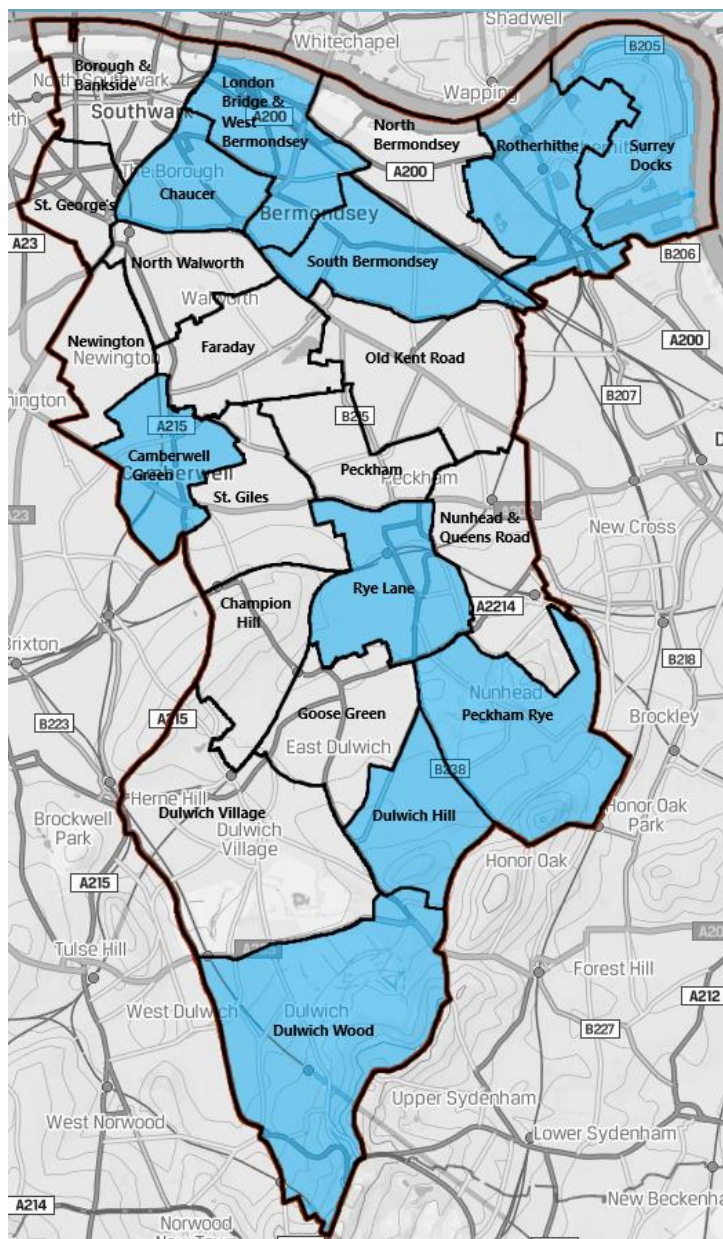 Shadwell
Whitechapel
B205
Borough &
Bankside
North Southwark
Southwark
London
Bridge &
West
Bermondsey
A200
Wapping
North
Bermondsey
A200
Rotherhithe
Surrey
Docks
The Borough
Chaucer
St. George's
Bermondsey
A23
B206
North Walworth
South Bermondsey
Walworth
Newington
Newington
Faraday
Old Kent Road
A200
B207
A215
B215
Camberwell
Green
Camberwell
Peckham
Peckham
St. Giles
Nunhead &
Queens Road
New Cross
A23
Rye Lane
Champion
Hill
A2214
Brixton
B218
Nunhead
Peckham Rye
Goose Green
A215
B223
East Dulwich
Brockley
B238
Herne Hill
Dulwich Village
Dulwich Hill
Dulwich
Village
Brockwell
Park
Honor Oak
Park
Honor Oak
A215
Tulse Hill
Forest Hill
A212
West Dulwich
Dulwich
Dulwich Wood
B227
Upper Sydenham
West Norwood
Lower Sydenham
A214
New Beckenha
Norwood